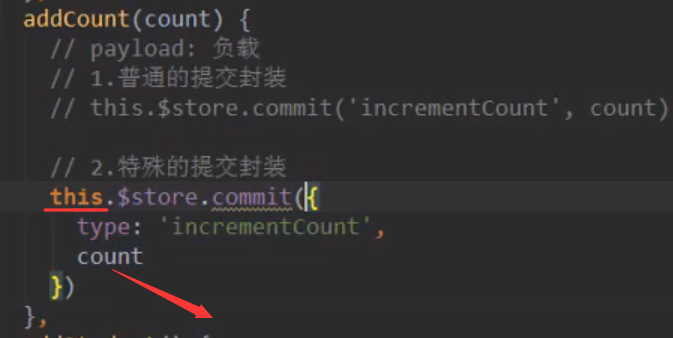 addCount(count) {
// payload: 负载
// 1.普通的提交封装
// this.$store.commit('incrementCount', count)
// 2.特殊的提交封装
this.$store.commit({
type: 'incrementCount',
count
})
},